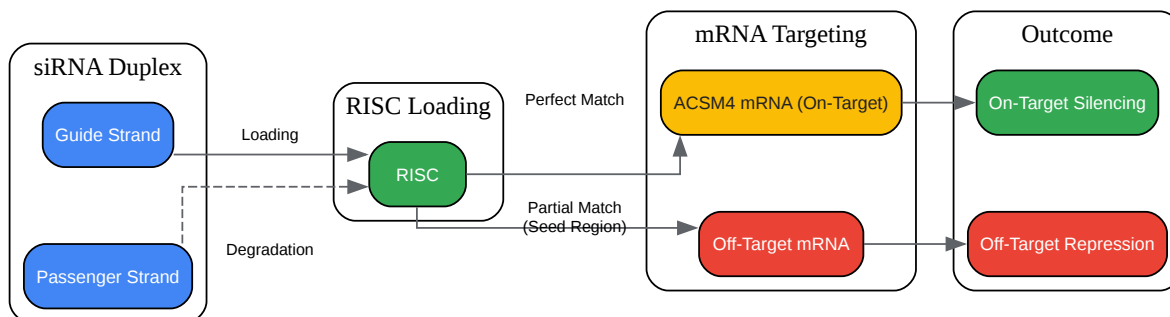 siRNA Duplex
Guide Strand
Passenger Strand
Loading
Degradation
RISC Loading
RISC
Perfect Match
Partial Match
(Seed Region)
mRNA Targeting
ACSM4 mRNA (On-Target)
Off-Target mRNA
Outcome
On-Target Silencing
Off-Target Repression